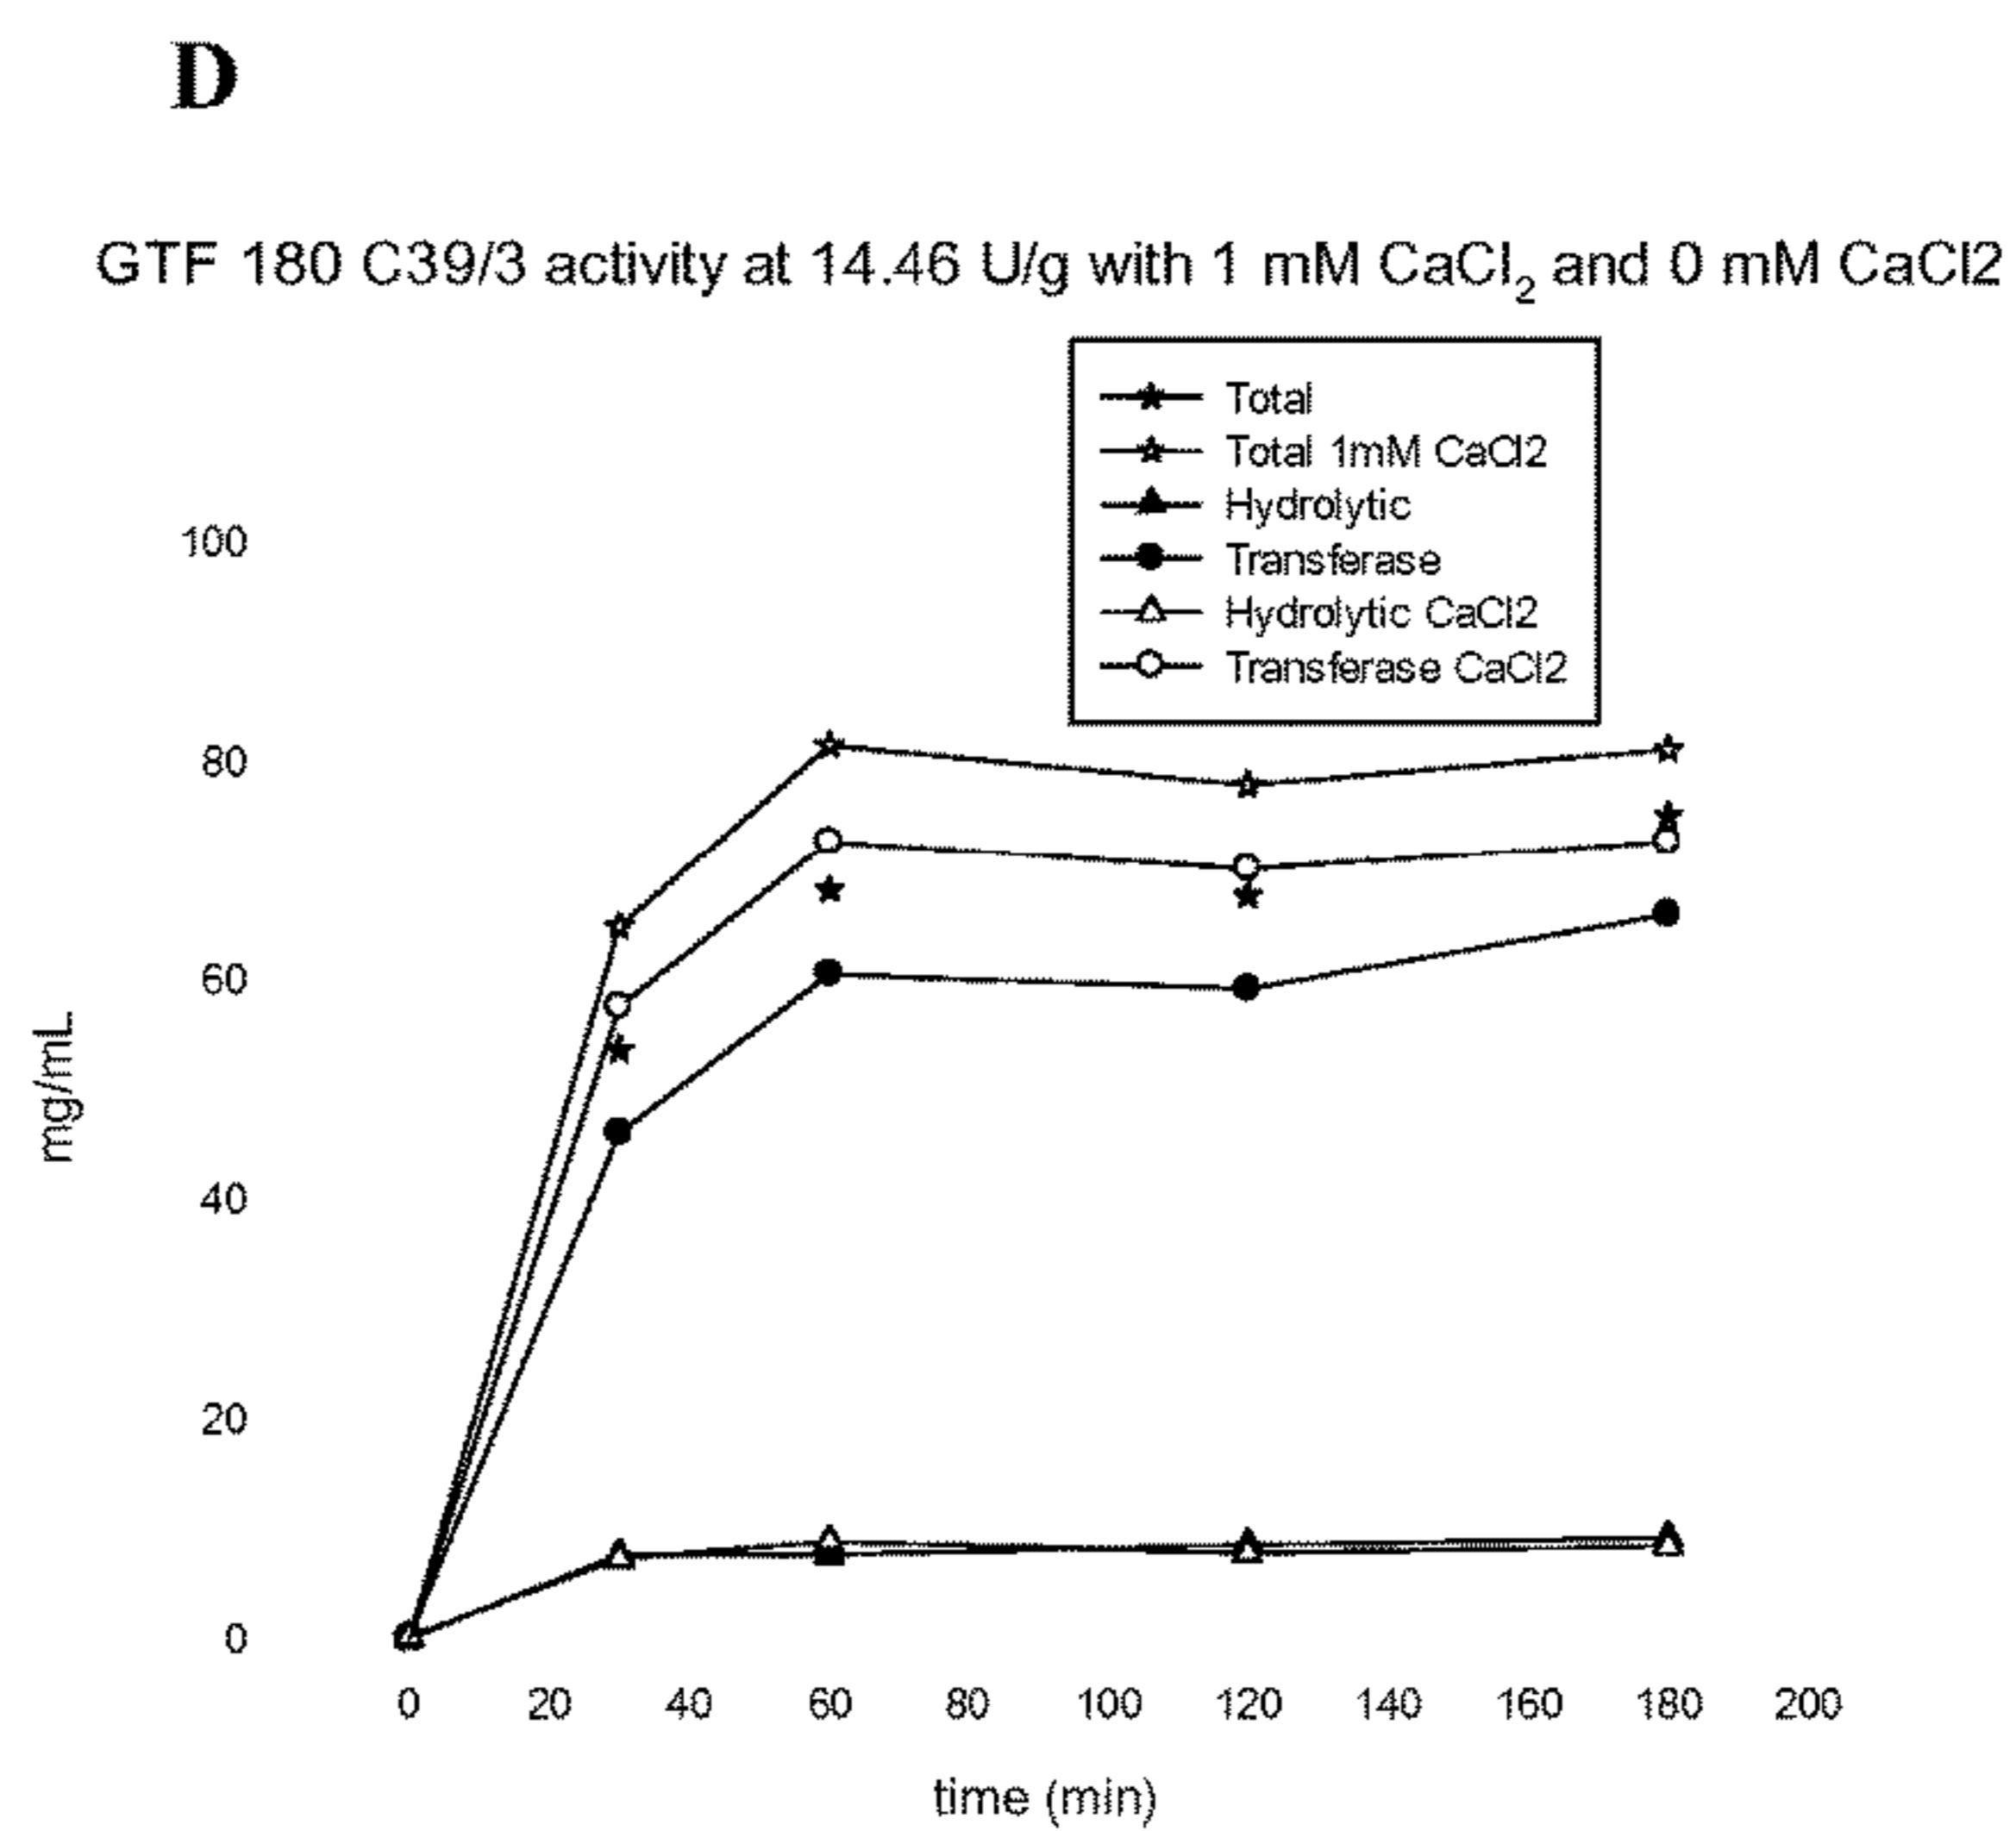 D
GTF 180 C39/3 activity at 14.46 U/g with 1 mM CaCl₂ and 0 mM CaCl2
Total
Total 1mM CaCl2
Hydrolytic
Transferase
Hydrolytic CaCl2
Transferase CaCl2
100
80
60
40
20
0
mg/mL
0 20 40 60 80 100 120 140 160 180 200
time (min)